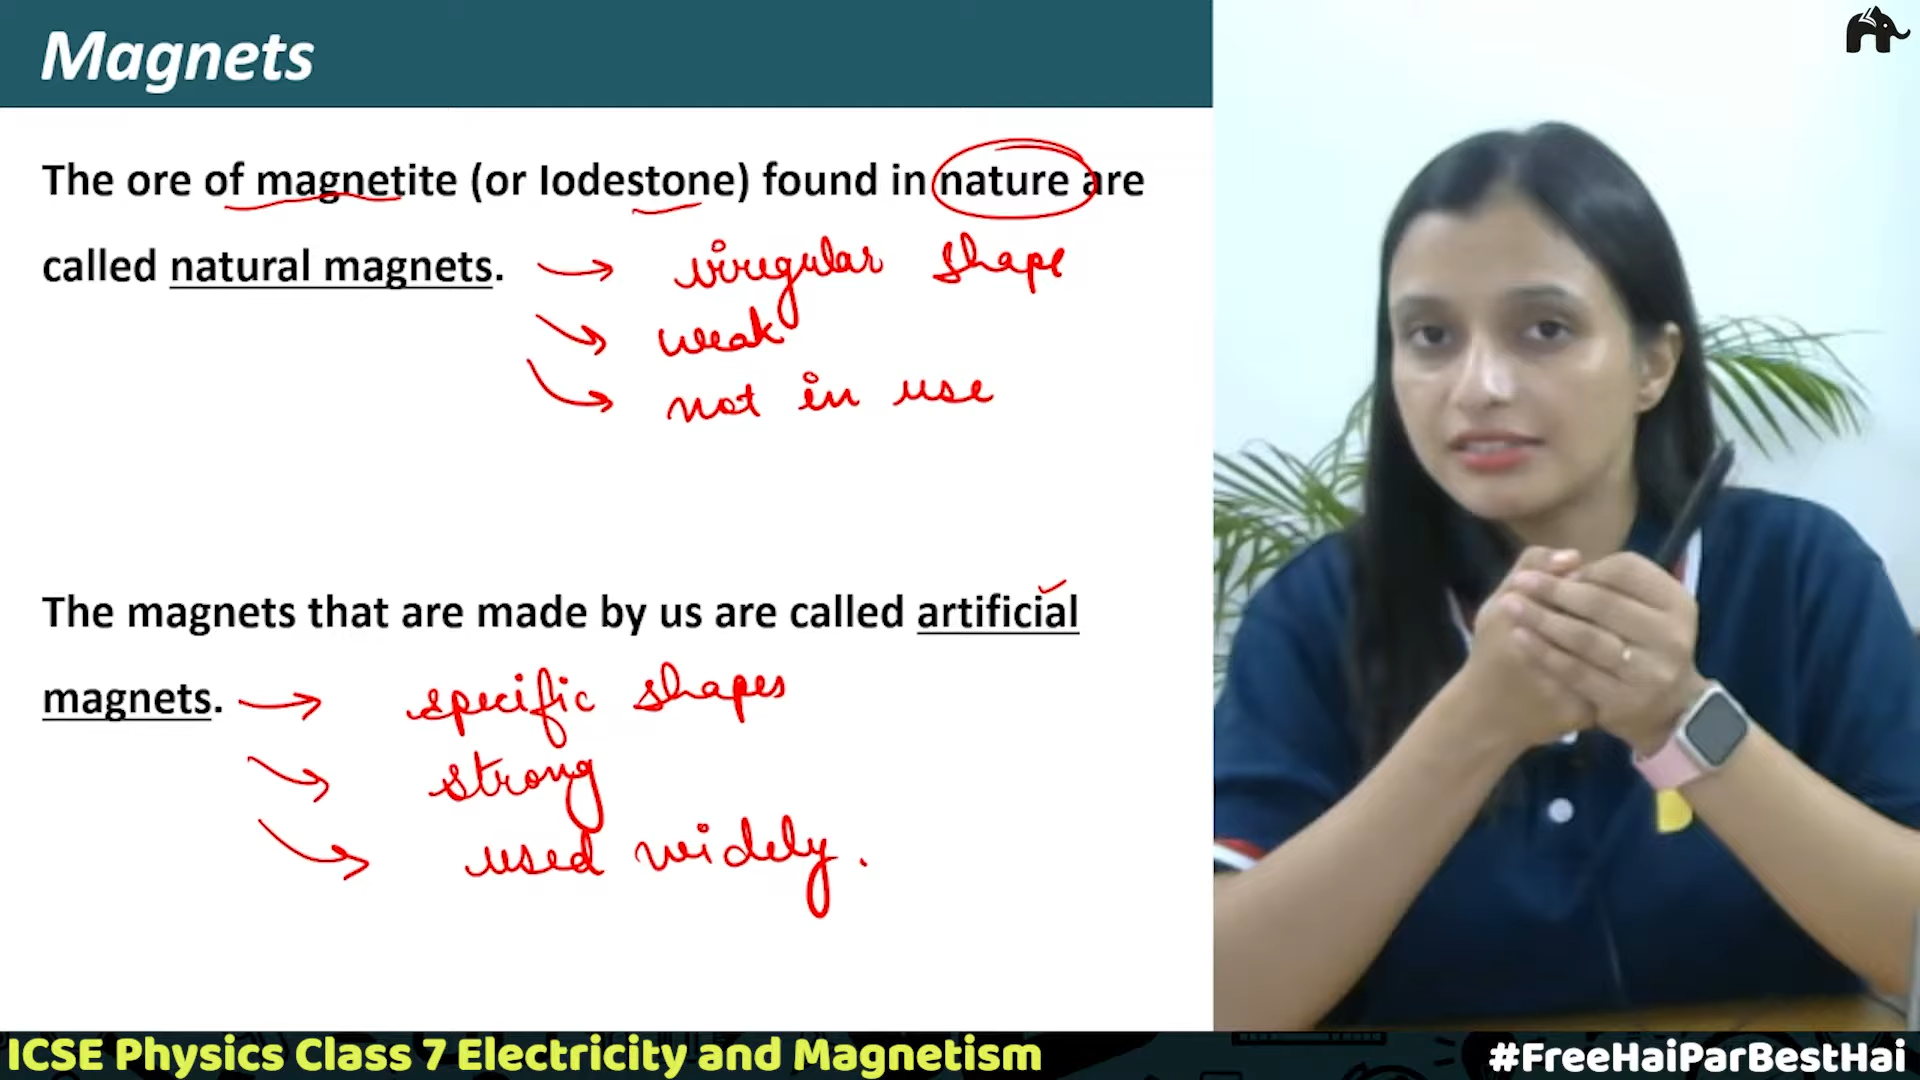 Magnets
The ore of magnetite (or Iodestone) found in nature are
called natural magnets. → irregular shape
→ weak
→ not in use
The magnets that are made by us are called artificial
magnets. → specific shapes
→ strong
→ used widely.
ICSE Physics Class 7 Electricity and Magnetism
#FreeHaiParBestHai